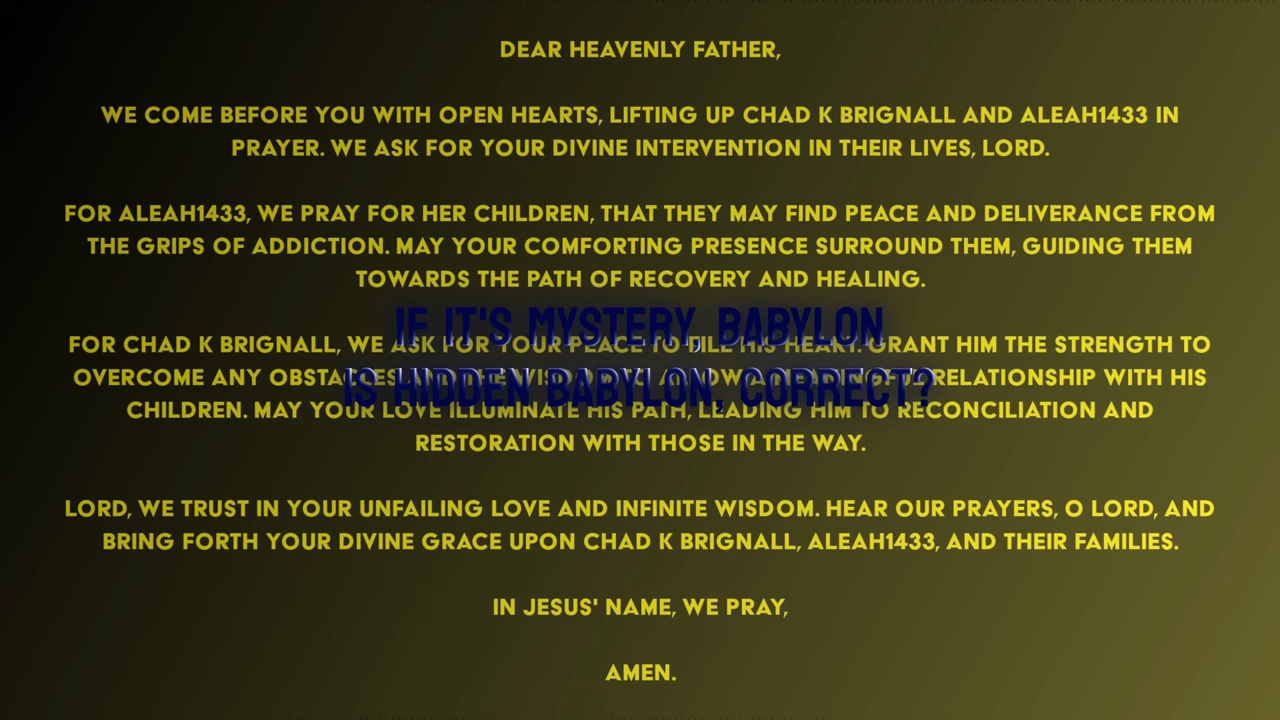 DEAR HEAVENLY FATHER,
WE COME BEFORE YOU WITH OPEN HEARTS, LIFTING UP CHAD K BRIGNALL AND ALEAH1433 IN
PRAYER. WE ASK FOR YOUR DIVINE INTERVENTION IN THEIR LIVES, LORD.
FOR ALEAH1433, WE PRAY FOR HER CHILDREN, THAT THEY MAY FIND PEACE AND DELIVERANCE FROM
THE GRIPS OF ADDICTION. MAY YOUR COMFORTING PRESENCE SURROUND THEM, GUIDING THEM
TOWARDS THE PATH OF RECOVERY AND HEALING.
IF IT'S MYSTERY, BABYLON
FOR CHAD K BRIGNALL, WE ASK FOR YOUR PEACE TO FILL HIS HEART. GRANT HIM THE STRENGTH TO
IS HIDDEN BABYLON, CORRECT?
OVERCOME ANY OBSTACLES AND THE RELATIONSHIP WITH HIS
CHILDREN. MAY YOUR LOVE ILLUMINATE HIS PATH, LEADING HIM TO RECONCILIATION AND
RESTORATION WITH THOSE IN THE WAY.
LORD, WE TRUST IN YOUR UNFAILING LOVE AND INFINITE WISDOM. HEAR OUR PRAYERS, O LORD, AND
BRING FORTH YOUR DIVINE GRACE UPON CHAD K BRIGNALL, ALEAH1433, AND THEIR FAMILIES.
IN JESUS' NAME, WE PRAY,
AMEN.